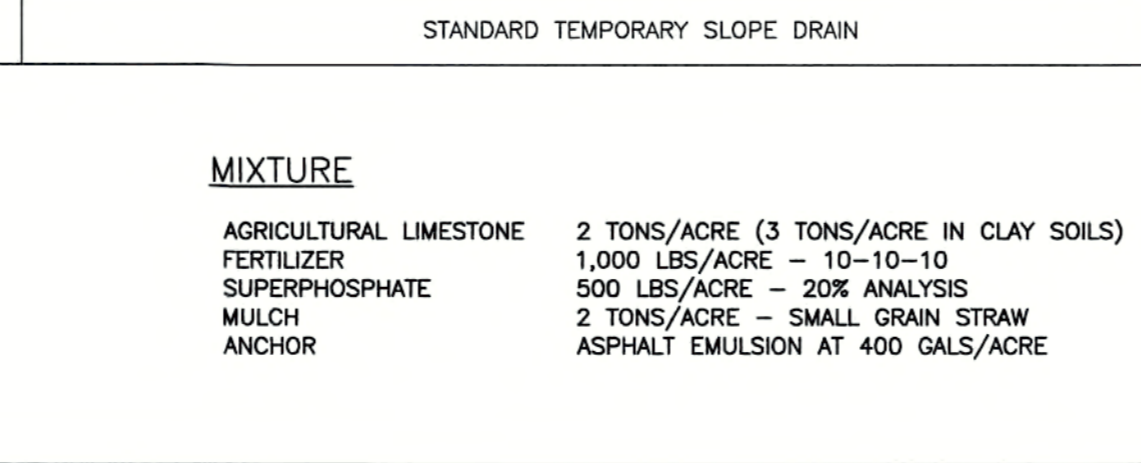 STANDARD TEMPORARY SLOPE DRAIN
MIXTURE
AGRICULTURAL LIMESTONE 2 TONS/ACRE (3 TONS/ACRE IN CLAY SOILS)
FERTILIZER 1,000 LBS/ACRE – 10–10–10
SUPERPHOSPHATE 500 LBS/ACRE – 20% ANALYSIS
MULCH 2 TONS/ACRE – SMALL GRAIN STRAW
ANCHOR ASPHALT EMULSION AT 400 GALS/ACRE